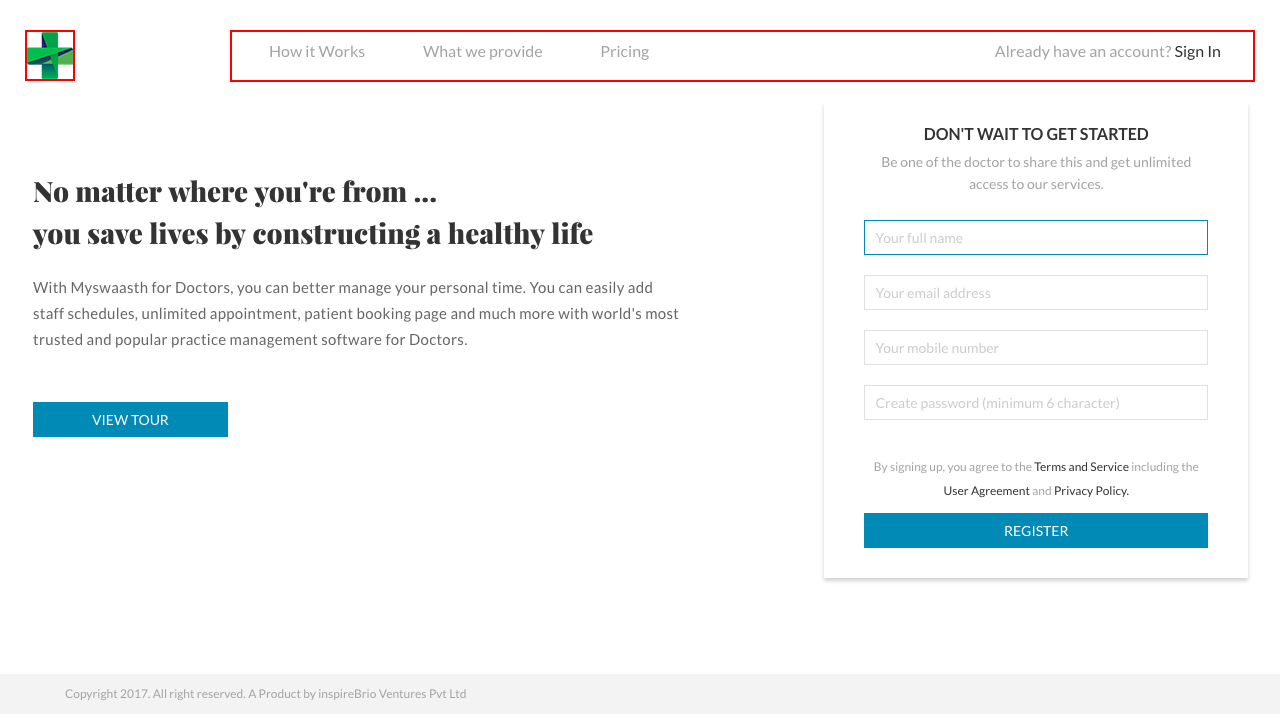 How it Works What we provide Pricing Already have an account? Sign In
No matter where you're from ...
you save lives by constructing a healthy life
With Myswaasth for Doctors, you can better manage your personal time. You can easily add
staff schedules, unlimited appointment, patient booking page and much more with world's most
trusted and popular practice management software for Doctors.
VIEW TOUR
DON'T WAIT TO GET STARTED
Be one of the doctor to share this and get unlimited
access to our services.
Your full name
Your email address
Your mobile number
Create password (minimum 6 character)
By signing up, you agree to the Terms and Service including the
User Agreement and Privacy Policy.
REGISTER
Copyright 2017. All right reserved. A Product by inspireBrio Ventures Pvt Ltd